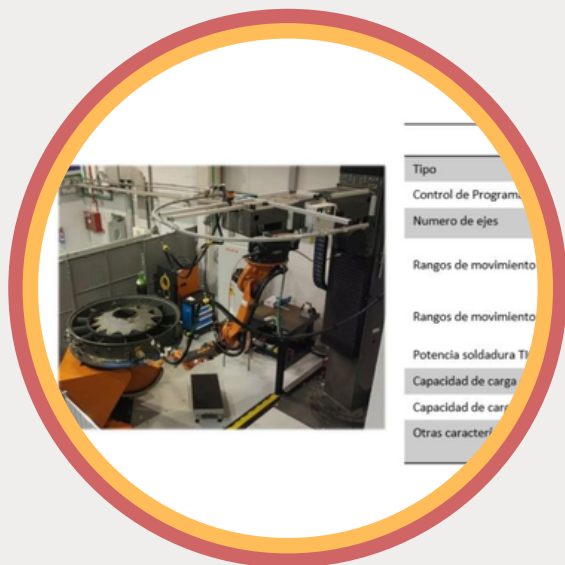 Tipo
Control de Programa
Numero de ejes
Rangos de movimiento
Rangos de movimiento
Potencia soldadura
Capacidad de carga
Capacidad de
Otras